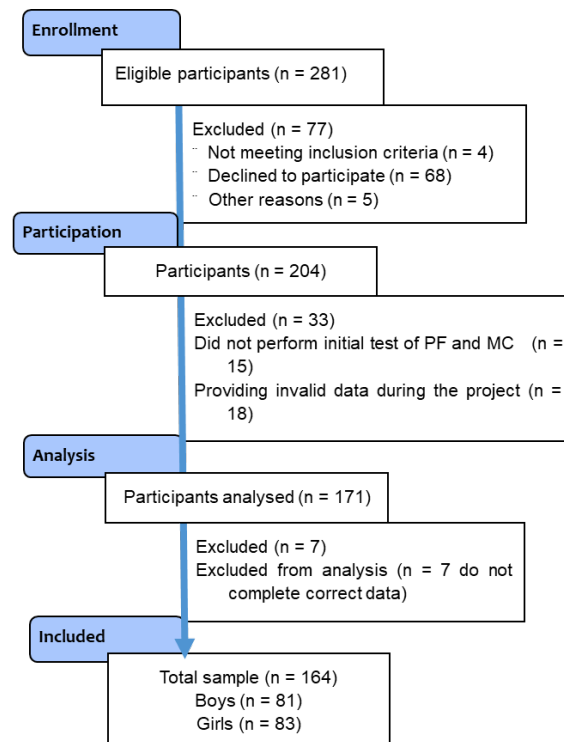 Enrollment
Eligible participants (n = 281)
Excluded (n = 77)
¨ Not meeting inclusion criteria (n = 4)
¨ Declined to participate (n = 68)
¨ Other reasons (n = 5)
Participation
Participants (n = 204)
Excluded (n = 33)
Did not perform initial test of PF and MC (n =
15)
Providing invalid data during the project (n =
18)
Analysis
Participants analysed (n = 171)
Excluded (n = 7)
Excluded from analysis (n = 7 do not
complete correct data)
Included
Total sample (n = 164)
Boys (n = 81)
Girls (n = 83)